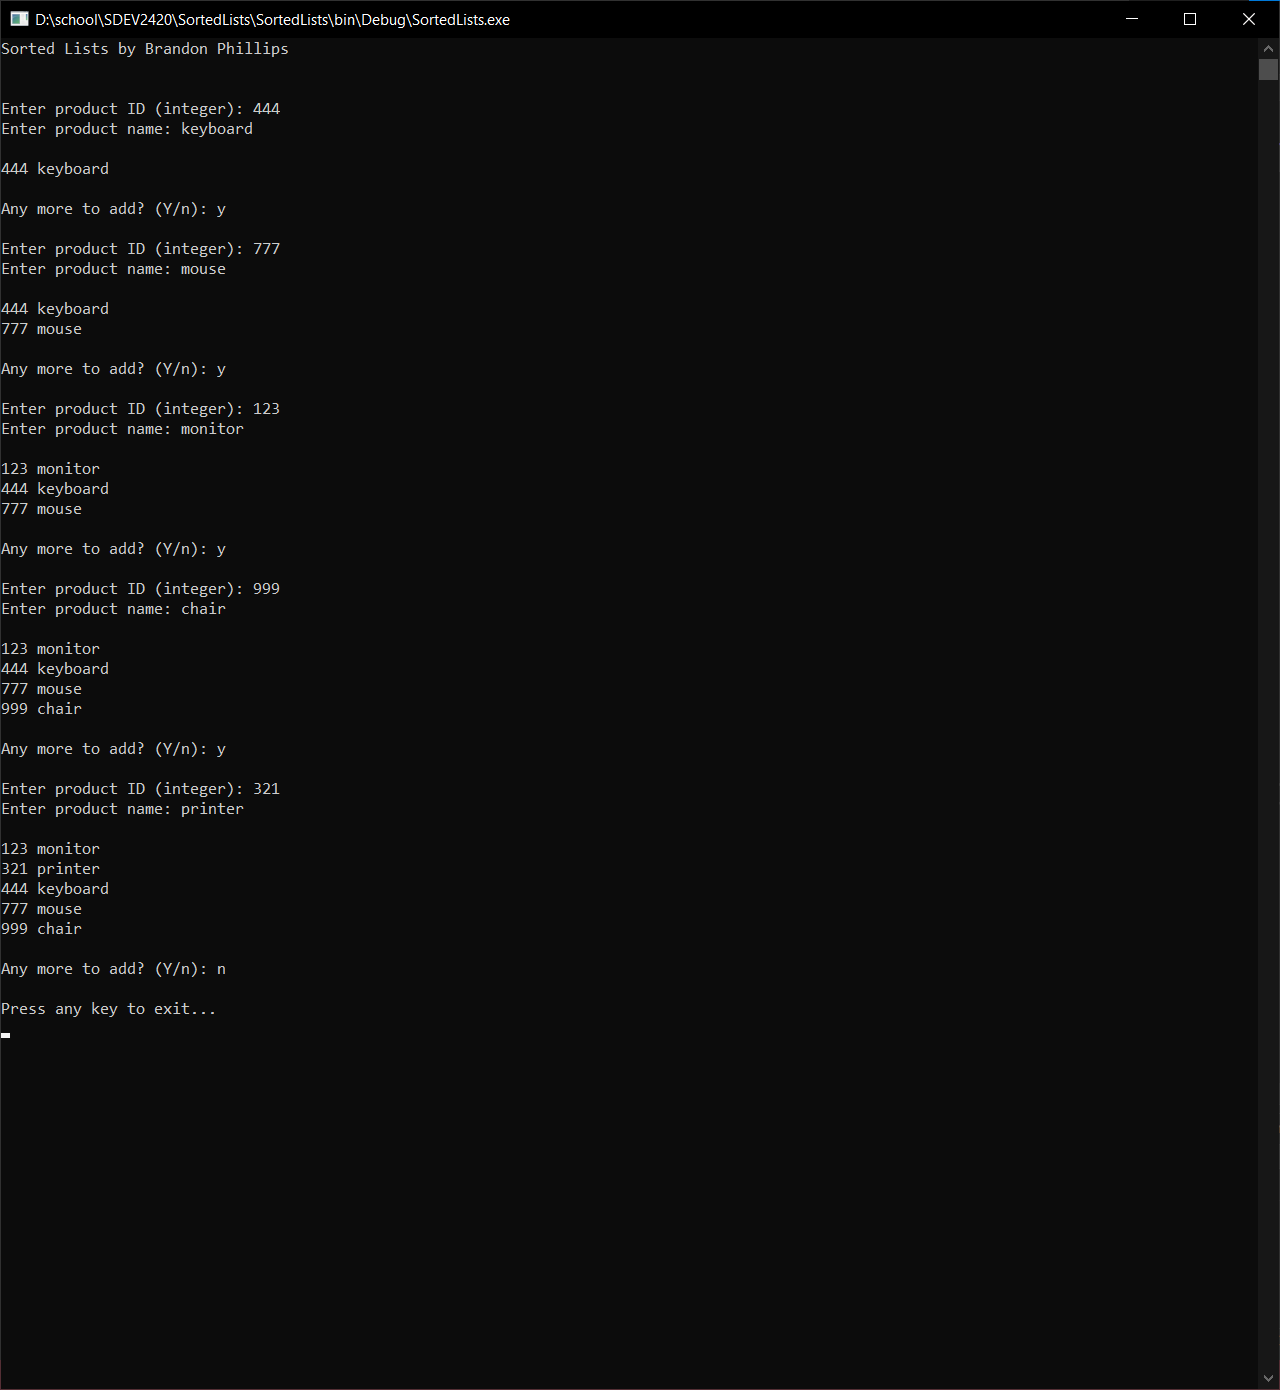 D:\school\SDEV2420\SortedLists\SortedLists\bin\Debug\SortedLists.exe
Sorted Lists by Brandon Phillips
Enter product ID (integer): 444
Enter product name: keyboard
444 keyboard
Any more to add? (Y/n): y
Enter product ID (integer): 777
Enter product name: mouse
444 keyboard
777 mouse
Any more to add? (Y/n): y
Enter product ID (integer): 123
Enter product name: monitor
123 monitor
444 keyboard
777 mouse
Any more to add? (Y/n): y
Enter product ID (integer): 999
Enter product name: chair
123 monitor
444 keyboard
777 mouse
999 chair
Any more to add? (Y/n): y
Enter product ID (integer): 321
Enter product name: printer
123 monitor
321 printer
444 keyboard
777 mouse
999 chair
Any more to add? (Y/n): n
Press any key to exit...